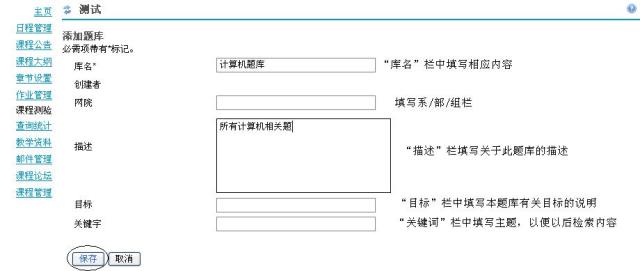 主页
日程管理
课程公告
课程大纲
章节设置
作业管理
课程测验
查询统计
教学资料
邮件管理
课程论坛
课程管理
测试
添加题库
必需项带有*标记。
库名* 计算机题库 “库名”栏中填写相应内容
创建者
网院 填写系/部/组栏
描述 所有计算机相关题 “描述”栏填写关于此题库的描述
目标 “目标”栏中填写本题库有关目标的说明
关键字 “关键词”栏中填写主题，以便以后检索内容
保存 取消